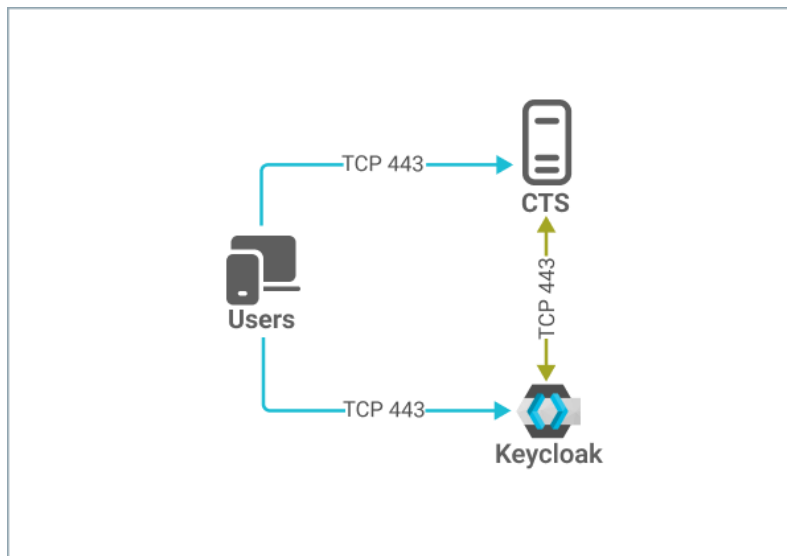 TCP 443
CTS
TCP 443
Users
TCP 443
Keycloak